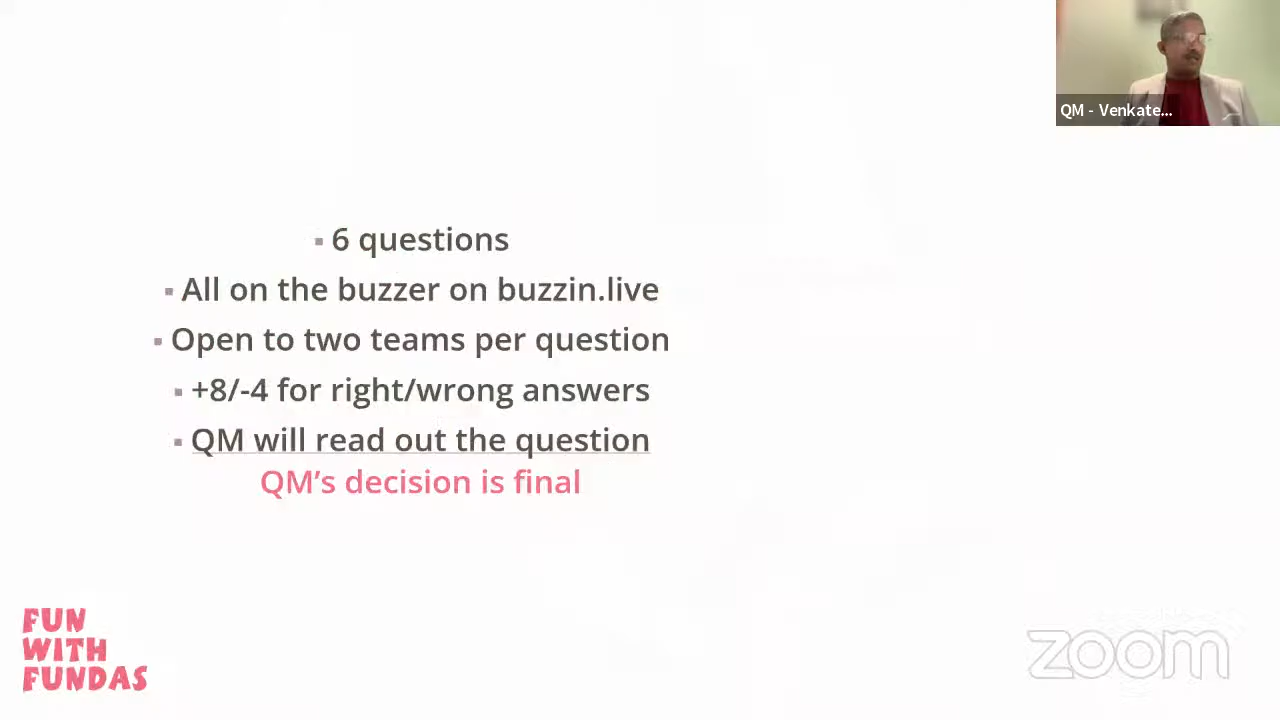 QM - Venkate...
▪ 6 questions
▪ All on the buzzer on buzzin.live
▪ Open to two teams per question
▪ +8/-4 for right/wrong answers
▪ QM will read out the question
QM’s decision is final
FUN
WITH
FUNDAS
zoom